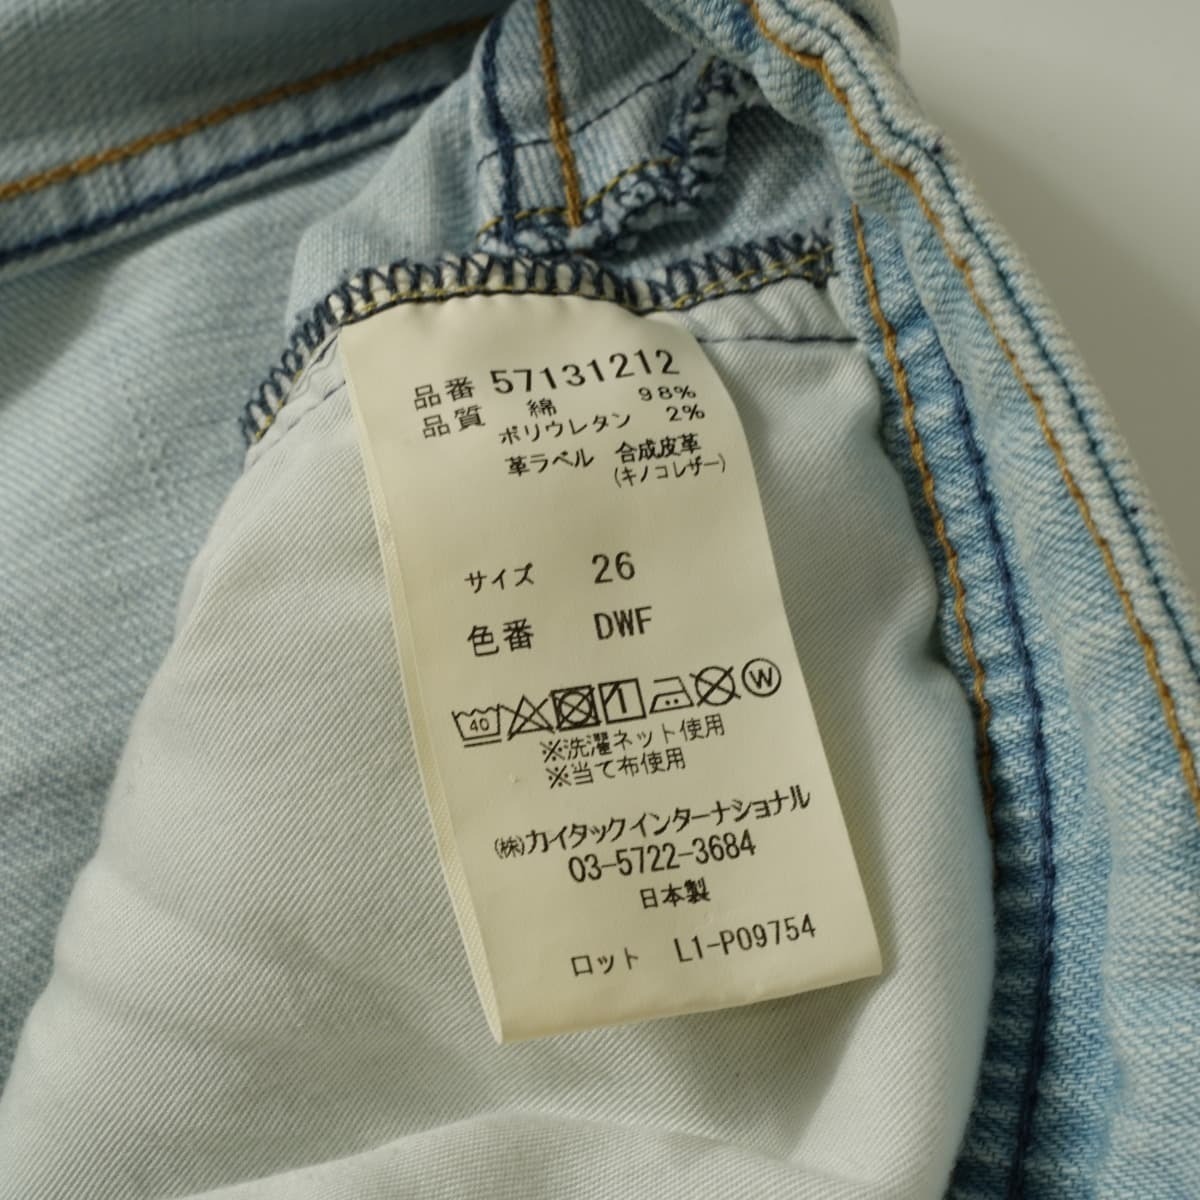 品番 57131212
品質 綿 98%
ポリウレタン 2%
革ラベル 合成皮革
(キノコレザー)
サイズ 26
色番 DWF
40 W
※洗濯ネット使用
※当て布使用
(株)カイタックインターナショナル
03-5722-3684
日本製
ロット L1-P09754